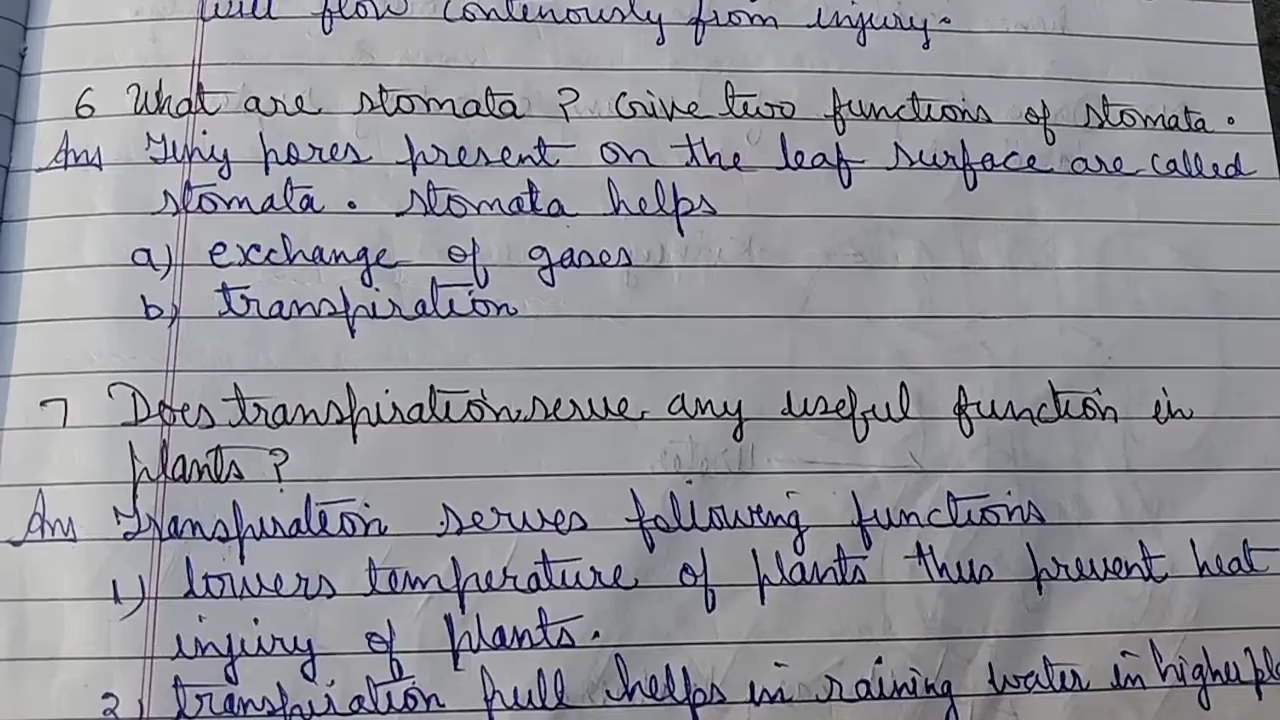 will flow continously from injury.
6 What are stomata ? Give two functions of stomata.
Ans Tiny pores present on the leaf surface are called
stomata. stomata helps
a) exchange of gases
b) transpiration
7 Does transpiration serve any useful function in
plants ?
Ans Transpiration serves following functions
1) lowers temperature of plants thus prevent heat
injury of plants.
2) transpiration pull helps in raining water in higher